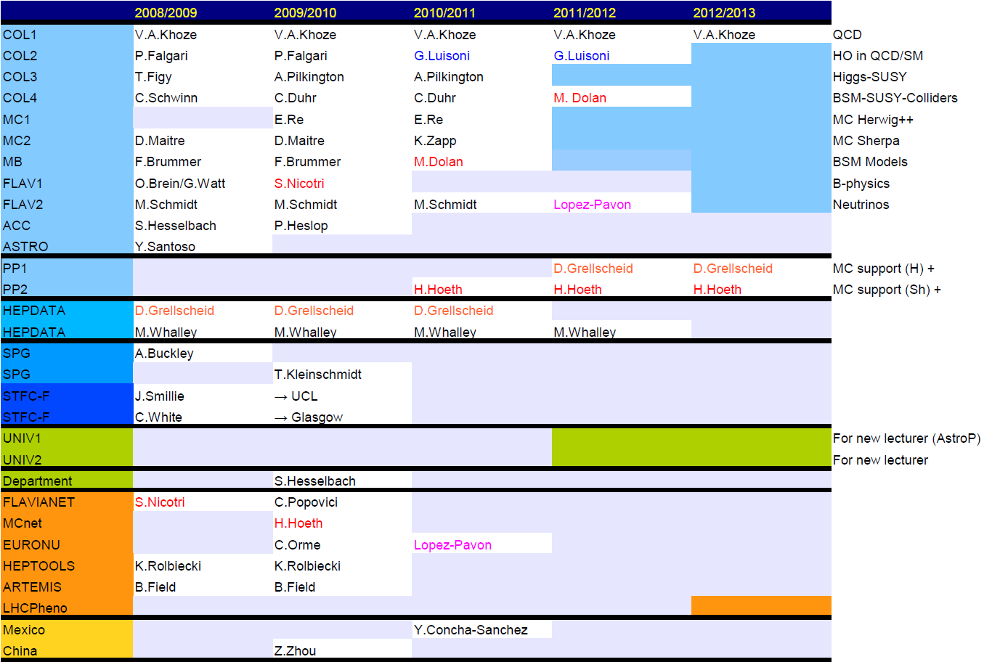 2008/2009 2009/2010 2010/2011 2011/2012 2012/2013
COL1 V.A.Khoze V.A.Khoze V.A.Khoze V.A.Khoze V.A.Khoze QCD
COL2 P.Falgari P.Falgari G.Luisoni G.Luisoni HO in QCD/SM
COL3 T.Figy A.Pilkington A.Pilkington Higgs-SUSY
COL4 C.Schwinn C.Duhr C.Duhr M. Dolan BSM-SUSY-Colliders
MC1 E.Re E.Re MC Herwig++
MC2 D.Maitre D.Maitre K.Zapp MC Sherpa
MB F.Brummer F.Brummer M.Dolan BSM Models
FLAV1 O.Brein/G.Watt S.Nicotri B-physics
FLAV2 M.Schmidt M.Schmidt M.Schmidt Lopez-Pavon Neutrinos
ACC S.Hesselbach P.Heslop
ASTRO Y.Santoso
PP1 D.Grellscheid D.Grellscheid MC support (H) +
PP2 H.Hoeth H.Hoeth H.Hoeth MC support (Sh) +
HEPDATA D.Grellscheid D.Grellscheid D.Grellscheid
HEPDATA M.Whalley M.Whalley M.Whalley M.Whalley
SPG A.Buckley
SPG T.Kleinschmidt
STFC-F J.Smillie → UCL
STFC-F C.White → Glasgow
UNIV1 For new lecturer (AstroP)
UNIV2 For new lecturer
Department S.Hesselbach
FLAVIANET S.Nicotri C.Popovici
MCnet H.Hoeth
EURONU C.Orme Lopez-Pavon
HEPTOOLS K.Rolbiecki K.Rolbiecki
ARTEMIS B.Field B.Field
LHCPheno
Mexico Y.Concha-Sanchez
China Z.Zhou